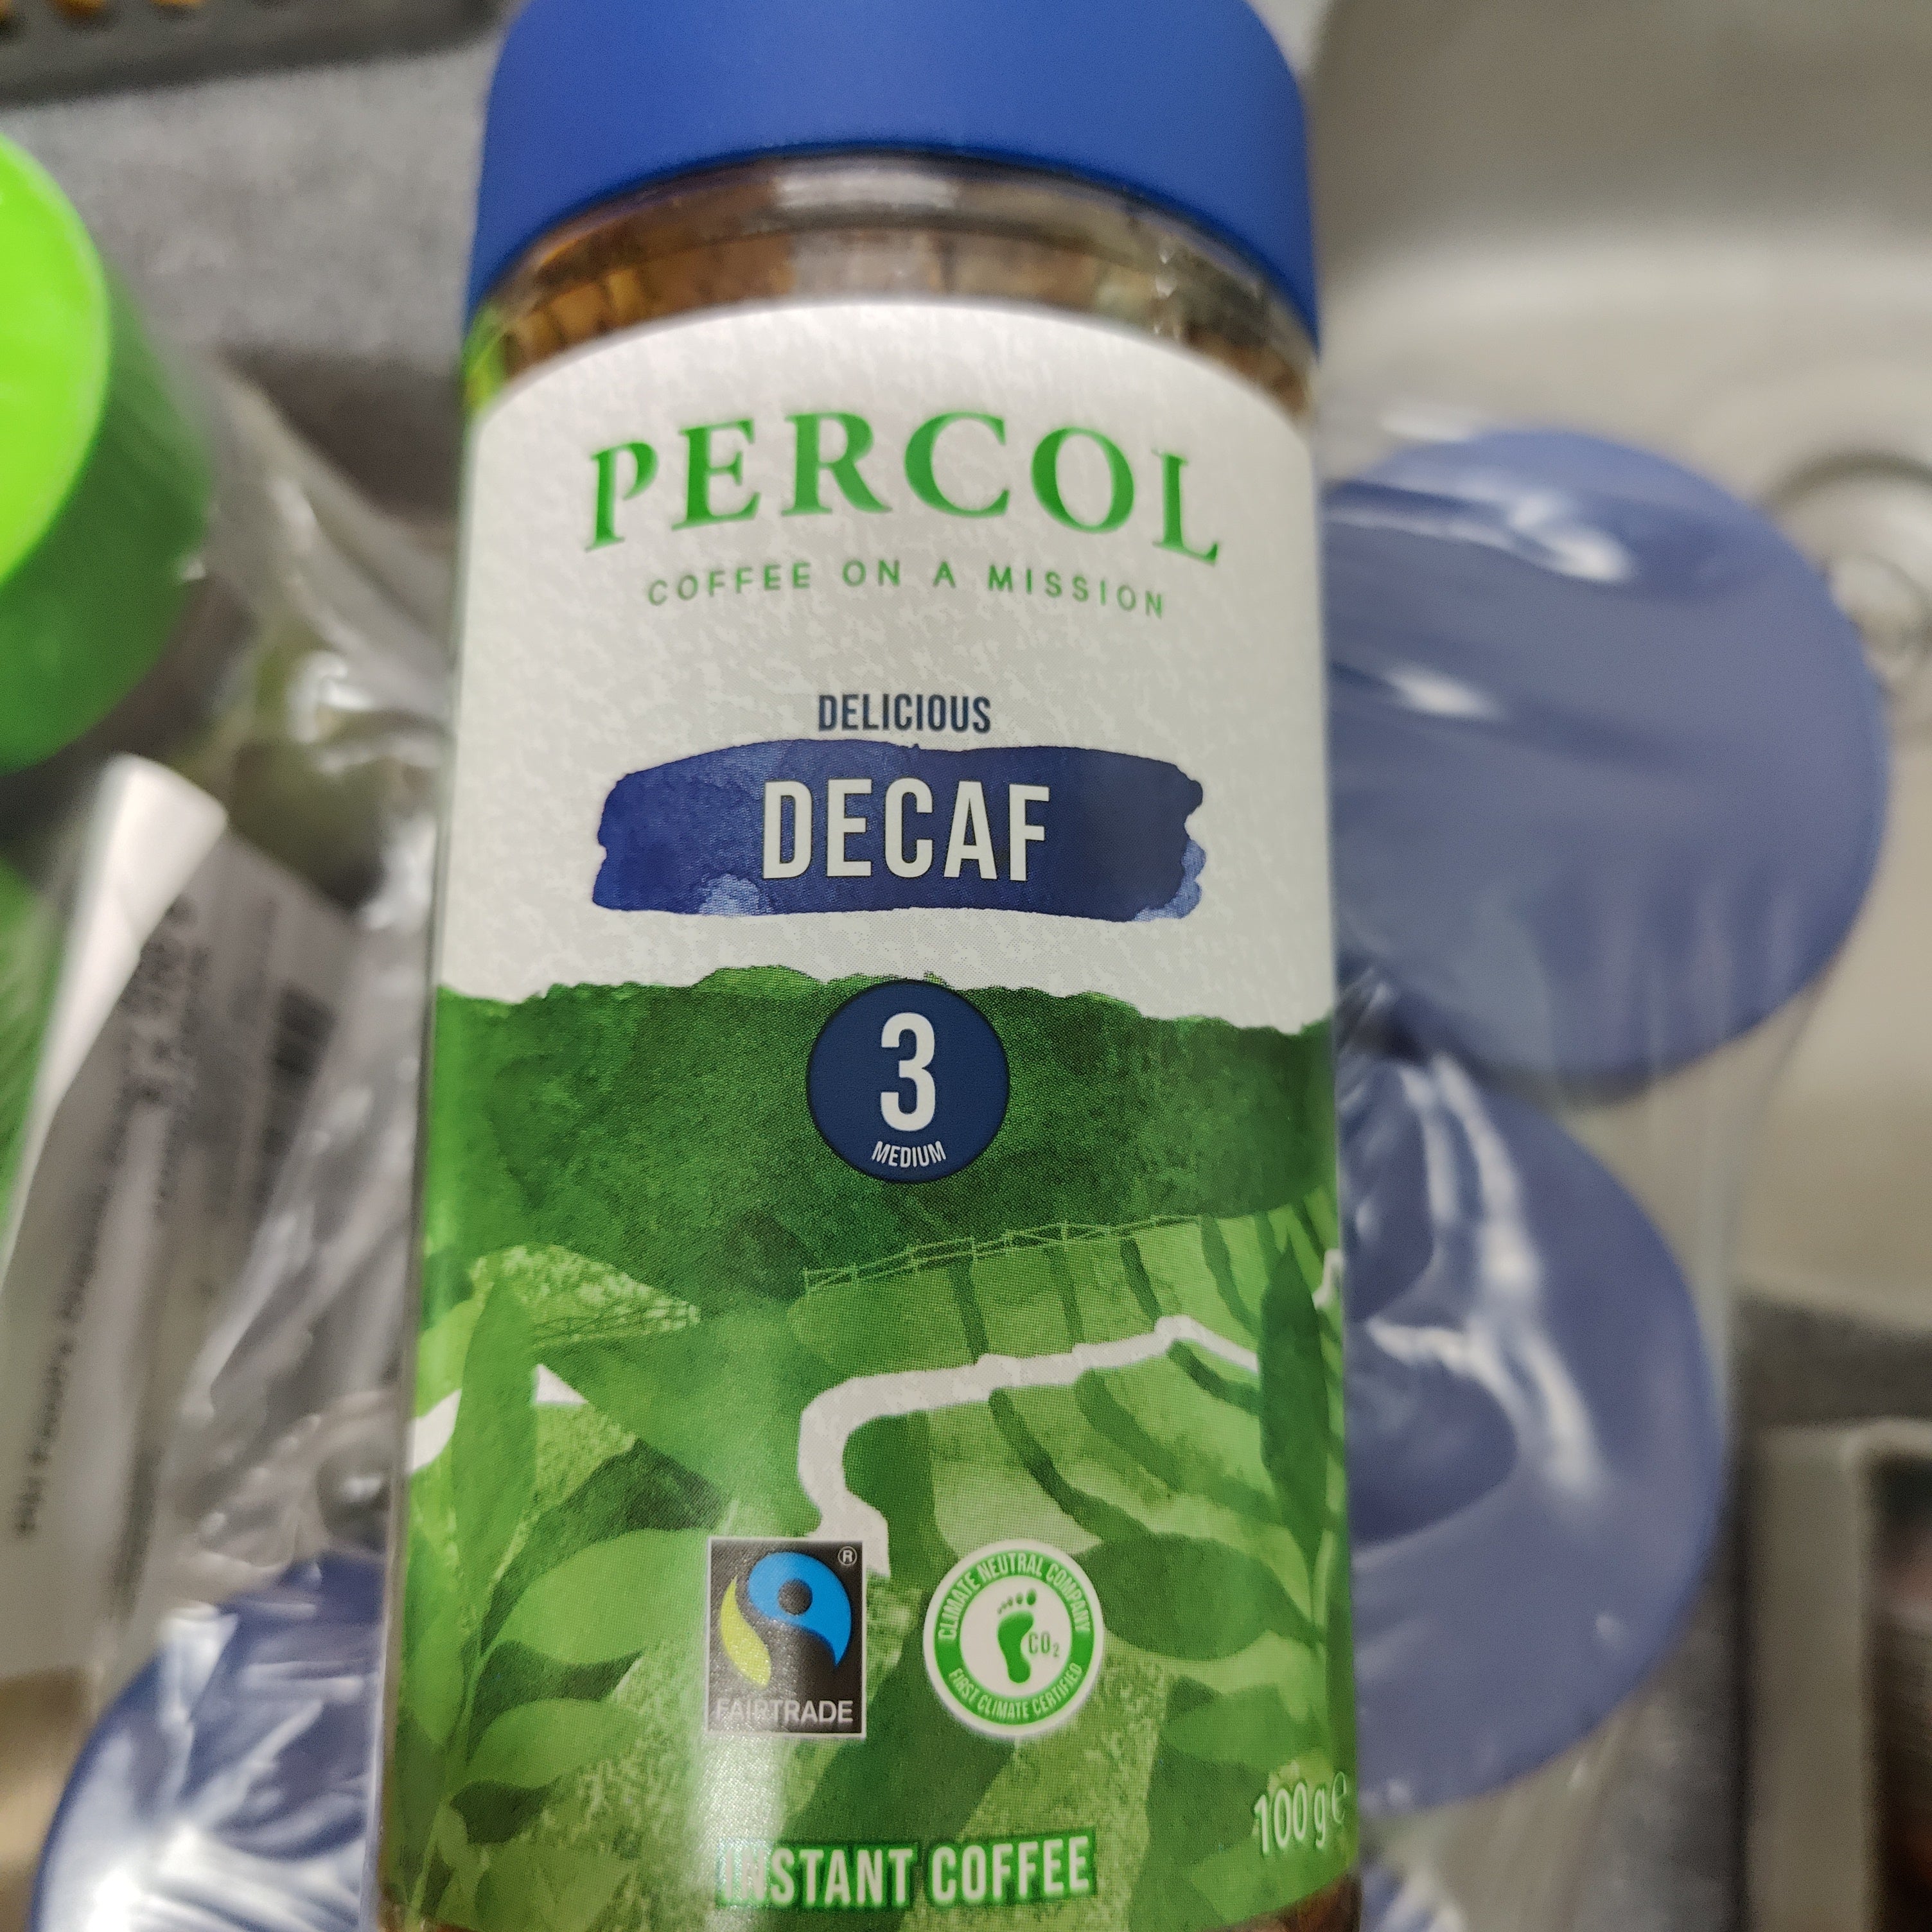 PERCOL
COFFEE ON A MISSION
DELICIOUS
DECAF
3
MEDIUM
® 
FAIRTRADE
CLIMATE NEUTRAL COMPANY
CO₂
FIRST CLIMATE CERTIFIED
100g e
INSTANT COFFEE